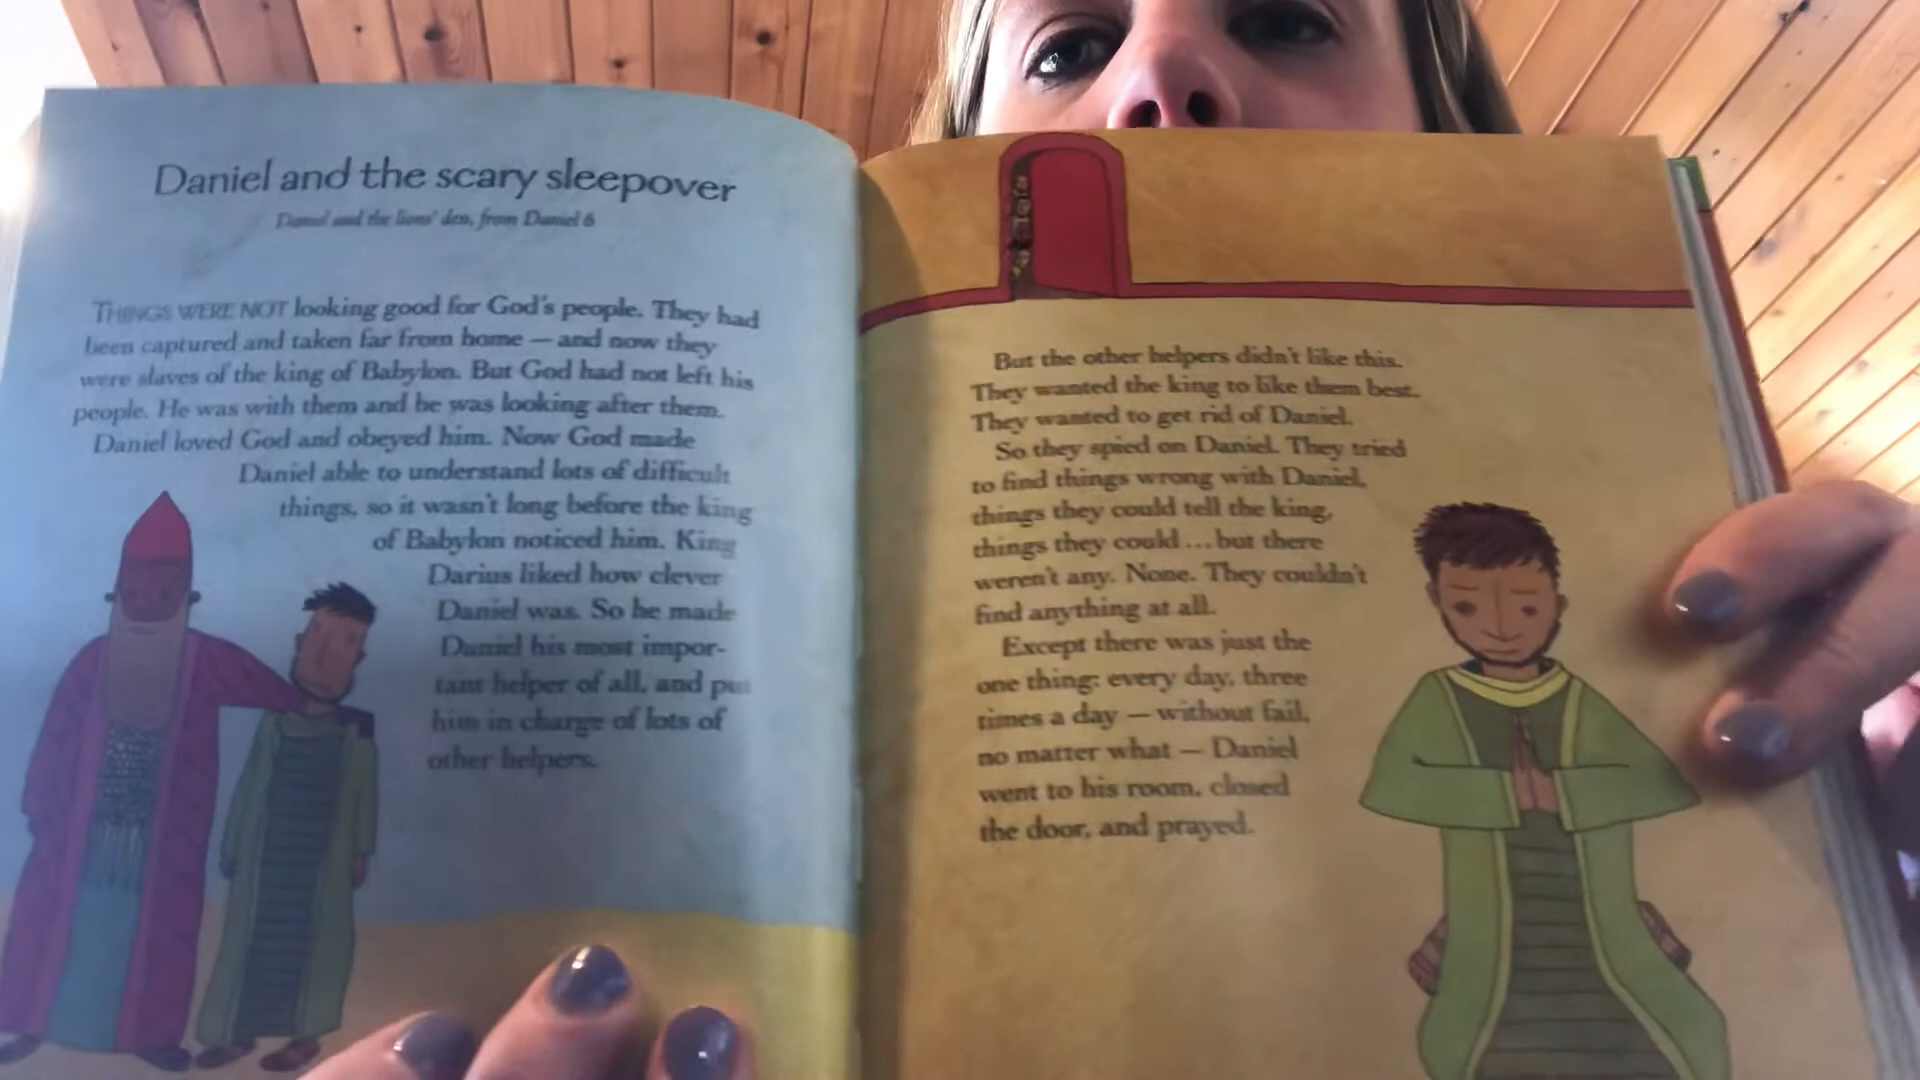 Daniel and the scary sleepover
Daniel and the lions' den, from Daniel 6
THINGS WERE NOT looking good for God's people. They had
been captured and taken far from home — and now they
were slaves of the king of Babylon. But God had not left his
people. He was with them and he was looking after them.
Daniel loved God and obeyed him. Now God made
Daniel able to understand lots of difficult
things, so it wasn't long before the king
of Babylon noticed him. King
Darius liked how clever
Daniel was. So he made
Daniel his most impor-
tant helper of all, and put
him in charge of lots of
other helpers.
But the other helpers didn't like this.
They wanted the king to like them best.
They wanted to get rid of Daniel.
So they spied on Daniel. They tried
to find things wrong with Daniel,
things they could tell the king,
things they could ... but there
weren't any. None. They couldn't
find anything at all.
Except there was just the
one thing: every day, three
times a day — without fail,
no matter what — Daniel
went to his room, closed
the door, and prayed.